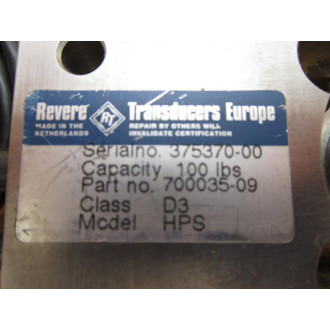 Revere RT Transducers Europe
MADE IN THE NETHERLANDS
REPAIR BY OTHERS WILL INVALIDATE CERTIFICATION
Serialno. 375370-00
Capacity 100 lbs
Part no. 700035-09
Class D3
Model HPS